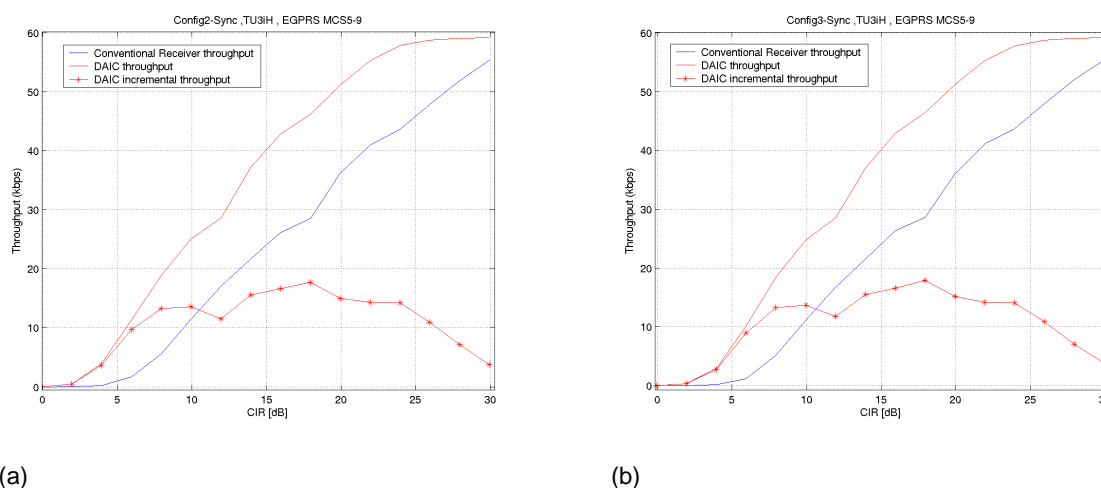 Config2-Sync ,TU3iH , EGPRS MCS5-9
60
50
40
30
20
10
0
Throughput (kbps)
Conventional Receiver throughput
DAIC throughput
DAIC incremental throughput
0 5 10 15 20 25 30
CIR [dB]
(a)
Config3-Sync ,TU3iH , EGPRS MCS5-9
60
50
40
30
20
10
0
Throughput (kbps)
Conventional Receiver throughput
DAIC throughput
DAIC incremental throughput
0 5 10 15 20 25
CIR [dB]
(b)